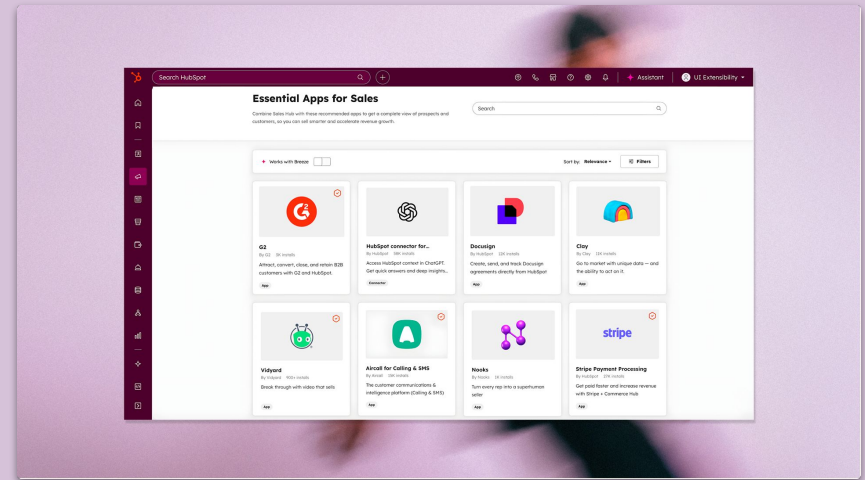 Search HubSpot
Assistant
UI Extensibility
Essential Apps for Sales
Combine Sales Hub with these recommended apps to get a complete view of prospects and
customers, so you can sell smarter and accelerate revenue growth.
Search
Works with Breeze
Sort by: Relevance
Filters
G2
G2
By G2 3K installs
Attract, convert, close, and retain B2B
customers with G2 and HubSpot.
App
HubSpot connector for...
By HubSpot installs
Access HubSpot context in ChatGPT.
Get quick answers and deep insights...
Connector
Docusign
By HubSpot installs
Create, send, and track Docusign
agreements directly from HubSpot
App
Clay
By Clay installs
Go to market with unique data — and
the ability to act on it.
App
Vidyard
By Vidyard installs
Break through with video that sells
App
Aircall for Calling & SMS
By Aircall installs
The customer communications &
intelligence platform (Calling & SMS)
App
Nooks
By Nooks 1K installs
Turn every rep into a superhuman
seller
App
stripe
Stripe Payment Processing
By HubSpot installs
Get paid faster and increase revenue
with Stripe + Commerce Hub
App